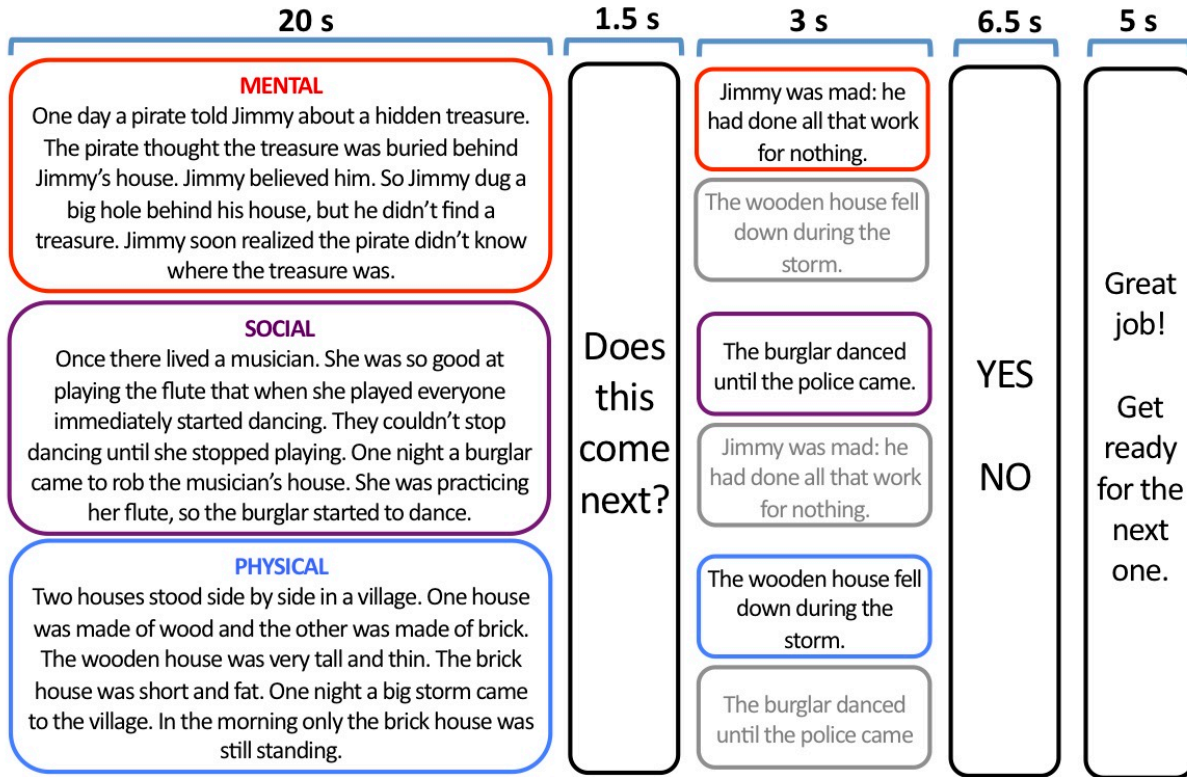 20 s
1.5 s
3 s
6.5 s
5 s
MENTAL
One day a pirate told Jimmy about a hidden treasure.
The pirate thought the treasure was buried behind
Jimmy's house. Jimmy believed him. So Jimmy dug a
big hole behind his house, but he didn't find a
treasure. Jimmy soon realized the pirate didn't know
where the treasure was.
SOCIAL
Once there lived a musician. She was so good at
playing the flute that when she played everyone
immediately started dancing. They couldn't stop
dancing until she stopped playing. One night a burglar
came to rob the musician's house. She was practicing
her flute, so the burglar started to dance.
PHYSICAL
Two houses stood side by side in a village. One house
was made of wood and the other was made of brick.
The wooden house was very tall and thin. The brick
house was short and fat. One night a big storm came
to the village. In the morning only the brick house was
still standing.
Does
this
come
next?
Jimmy was mad: he
had done all that work
for nothing.
The wooden house fell
down during the
storm.
The burglar danced
until the police came.
Jimmy was mad: he
had done all that work
for nothing.
The wooden house fell
down during the
storm.
The burglar danced
until the police came
YES
NO
Great
job!
Get
ready
for the
next
one.